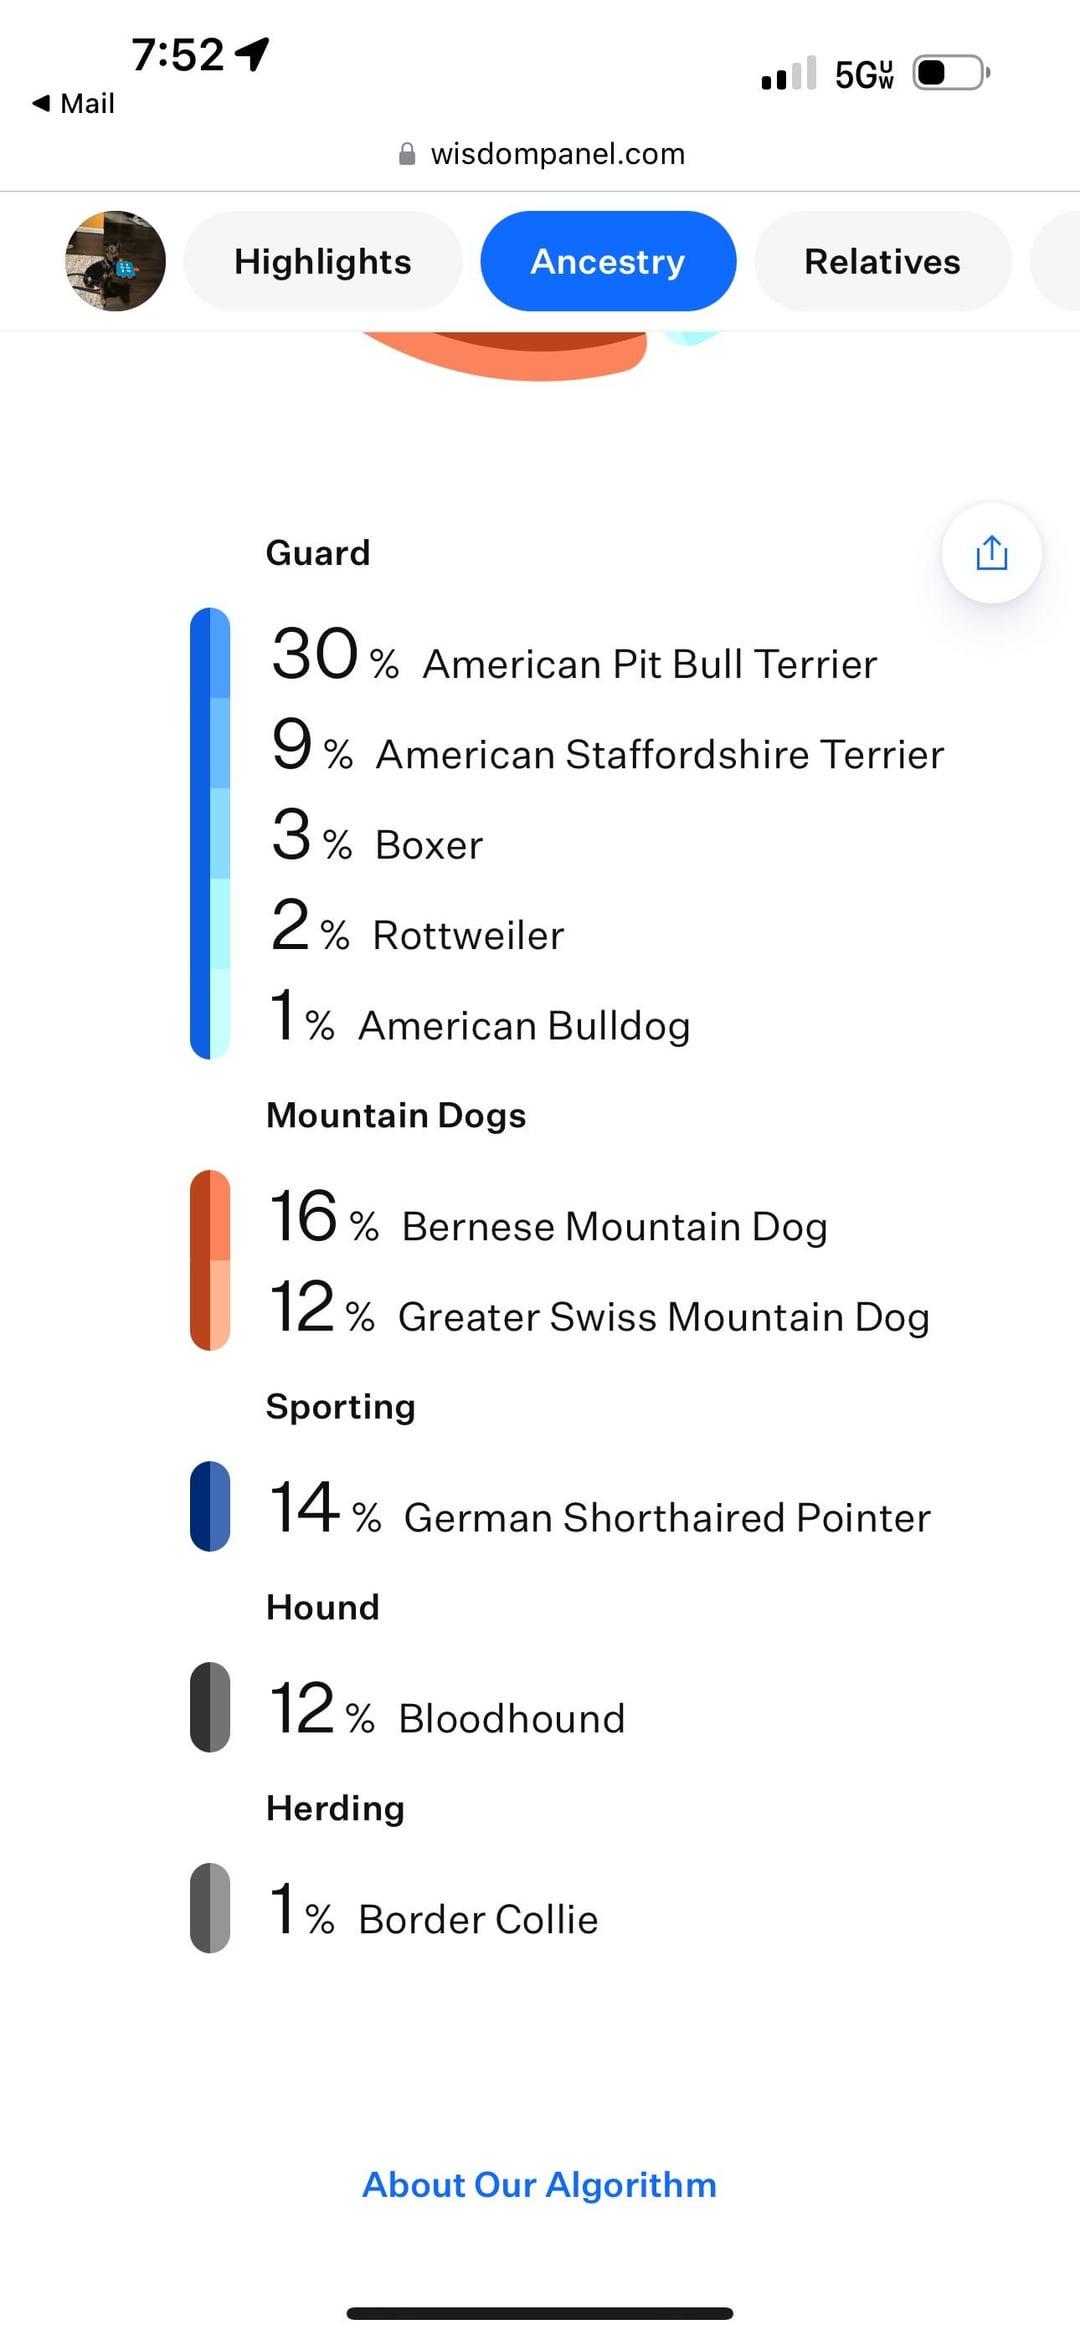 7:52
5G UW
◀ Mail
wisdompanel.com
Highlights
Ancestry
Relatives
Guard
30 % American Pit Bull Terrier
9 % American Staffordshire Terrier
3 % Boxer
2 % Rottweiler
1 % American Bulldog
Mountain Dogs
16 % Bernese Mountain Dog
12 % Greater Swiss Mountain Dog
Sporting
14 % German Shorthaired Pointer
Hound
12 % Bloodhound
Herding
1 % Border Collie
About Our Algorithm